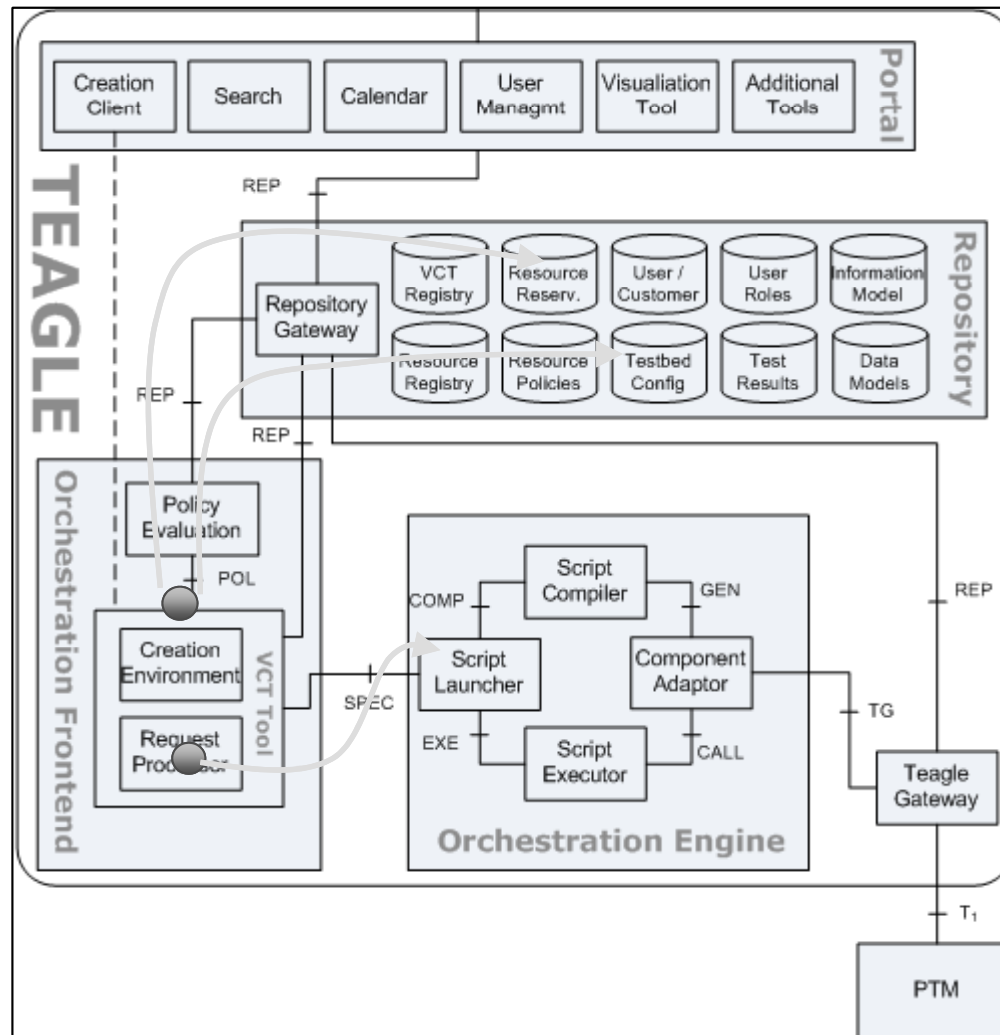 Creation
Client
Search
Calendar
User
Managmt
Visualiation
Tool
Additional
Tools
Portal
TEAGLE
REP
Repository
Gateway
VCT
Registry
Resource
Reserv.
User /
Customer
User
Roles
Information
Model
Resource
Registry
Resource
Policies
Testbed
Config
Test
Results
Data
Models
Repository
REP
REP
Orchestration Frontend
Policy
Evaluation
POL
Creation
Environment
Request
Processor
VCT Tool
SPEC
COMP
Script
Compiler
GEN
Script
Launcher
Component
Adaptor
EXE
Script
Executor
CALL
Orchestration Engine
REP
TG
Teagle
Gateway
T1
PTM